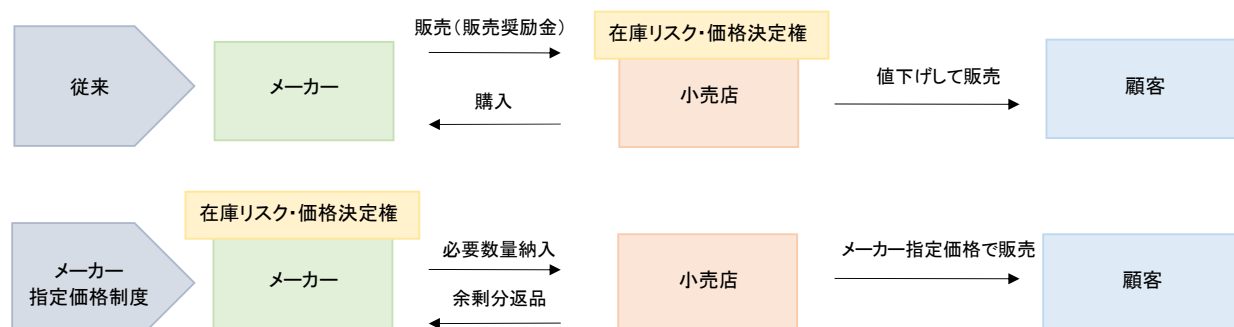 従来
メーカー
販売(販売奨励金)
購入
在庫リスク・価格決定権
小売店
値下げして販売
顧客
メーカー
指定価格制度
在庫リスク・価格決定権
メーカー
必要数量納入
余剰分返品
小売店
メーカー指定価格で販売
顧客